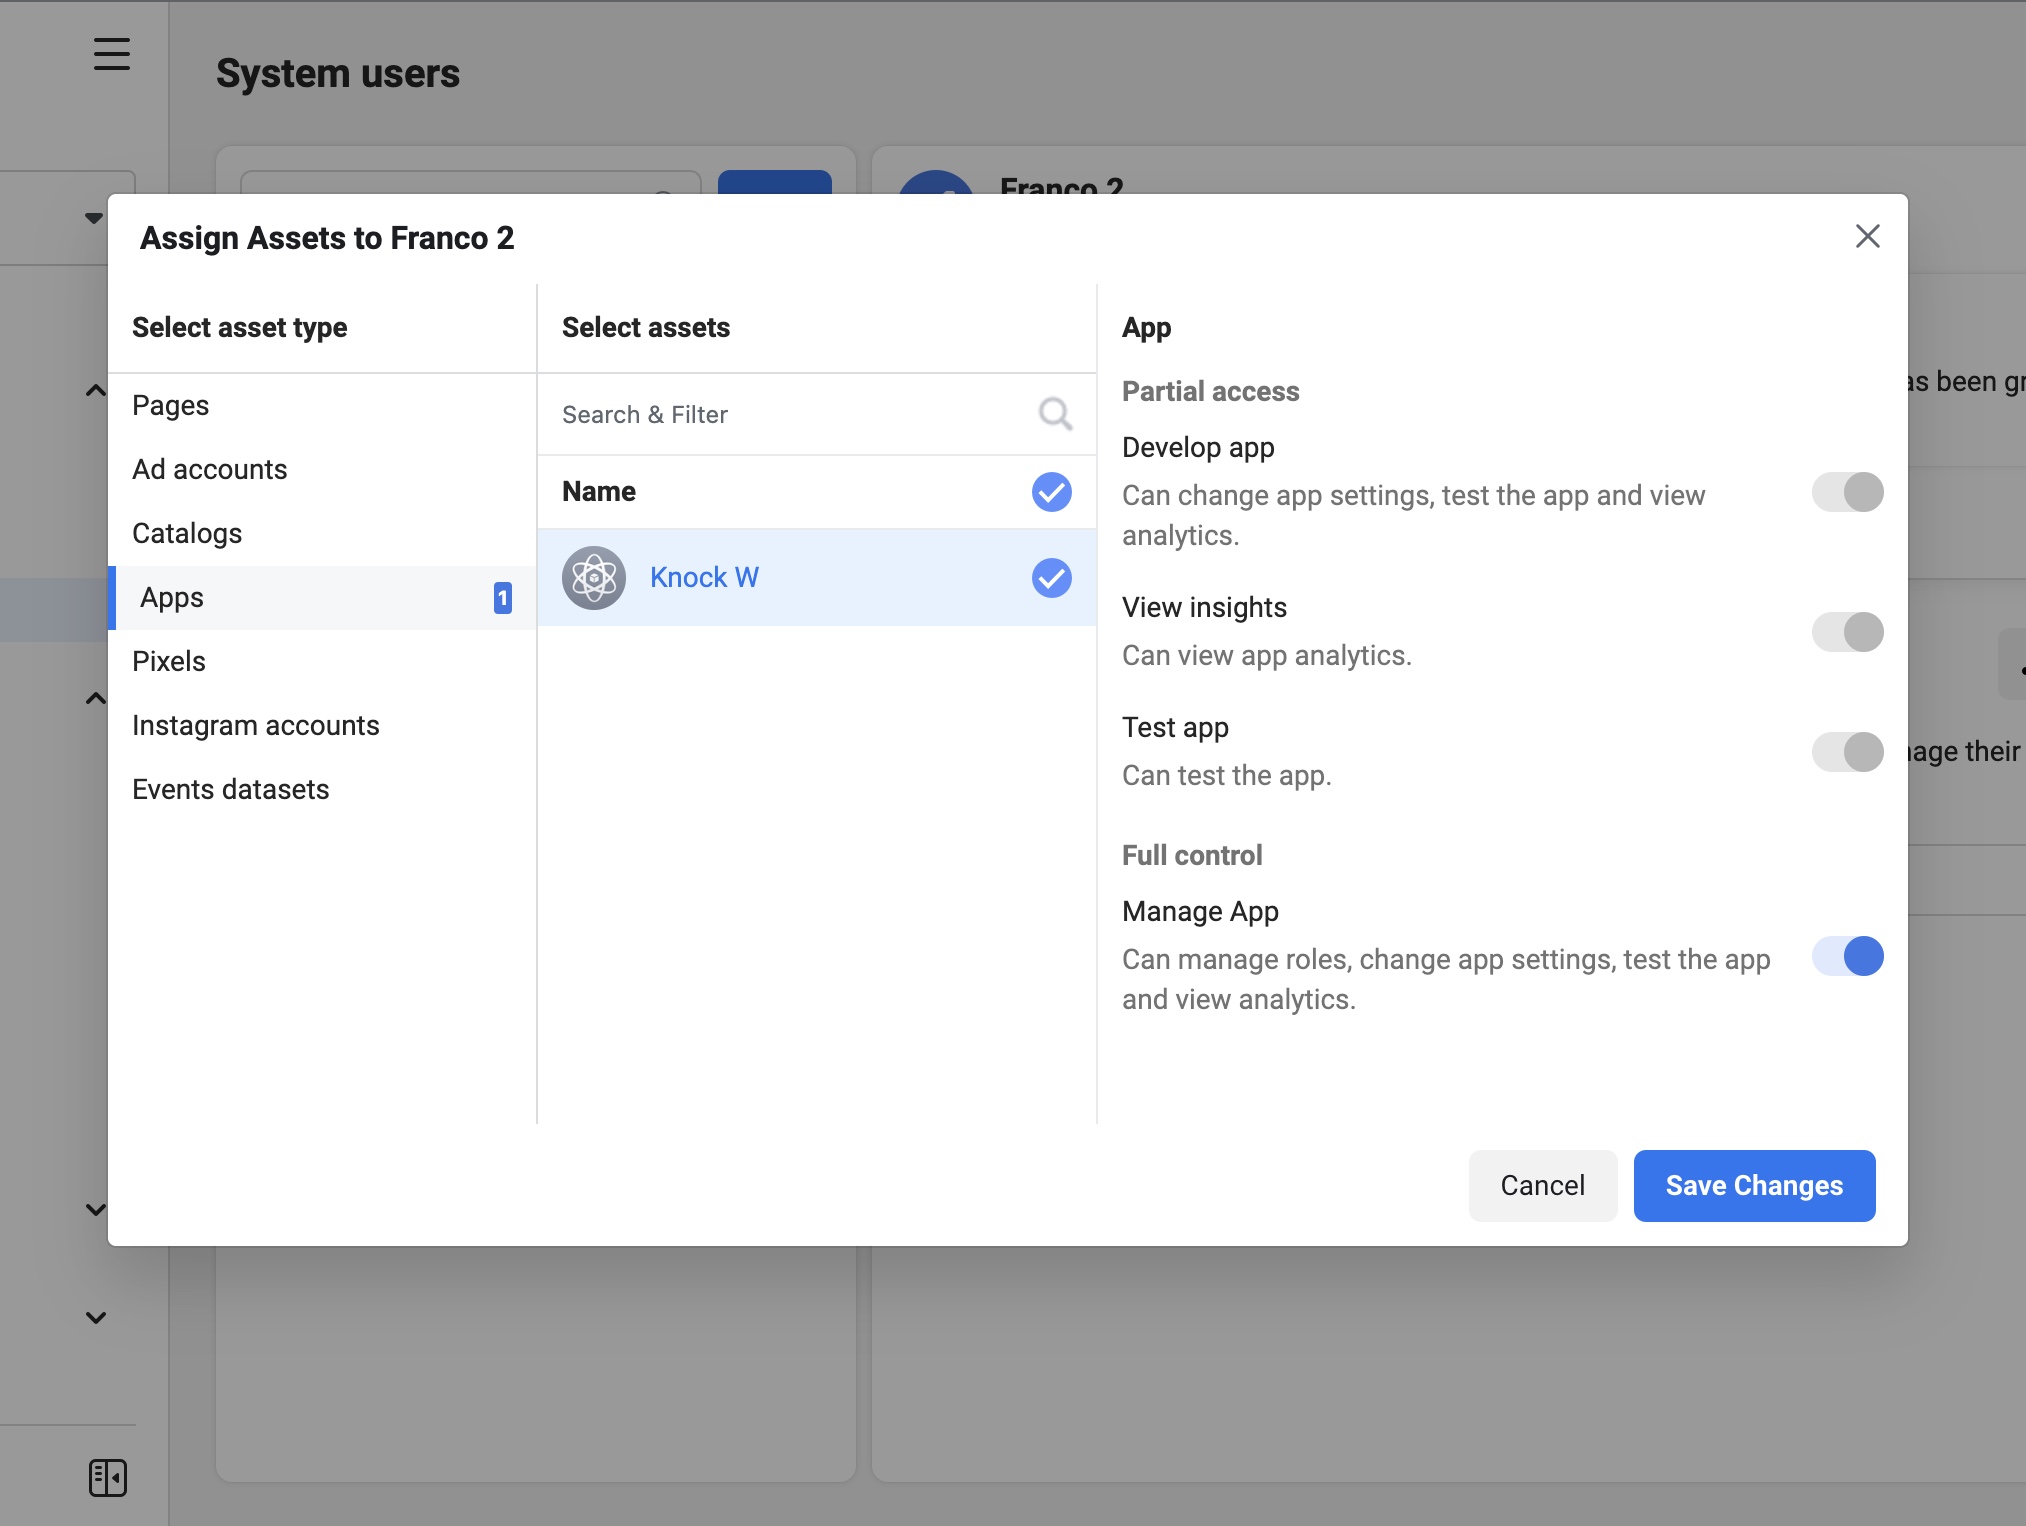 System users
Franco 2
Assign Assets to Franco 2
Select asset type
Pages
Ad accounts
Catalogs
Apps
1
Pixels
Instagram accounts
Events datasets
Select assets
Search & Filter
Name
Knock W
App
Partial access
Develop app
Can change app settings, test the app and view
analytics.
View insights
Can view app analytics.
Test app
Can test the app.
Full control
Manage App
Can manage roles, change app settings, test the app
and view analytics.
Cancel
Save Changes
been
their